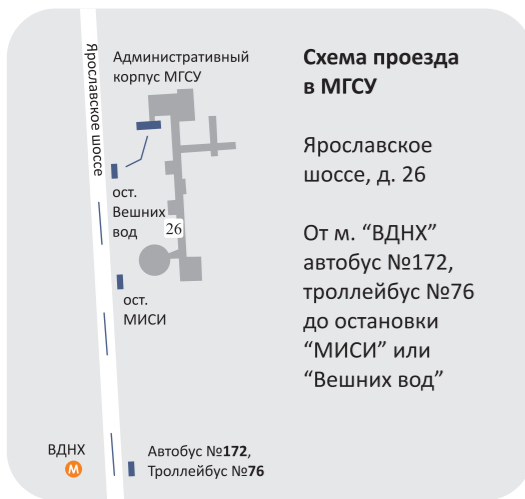 Ярославское шоссе
Административный
корпус МГСУ
ост.
Вешних
вод
26
ост.
МИСИ
ВДНХ
М
Автобус №172,
Троллейбус №76
Схема проезда
в МГСУ
Ярославское
шоссе, д. 26
От м. “ВДНХ”
автобус №172,
троллейбус №76
до остановки
“МИСИ” или
“Вешних вод”